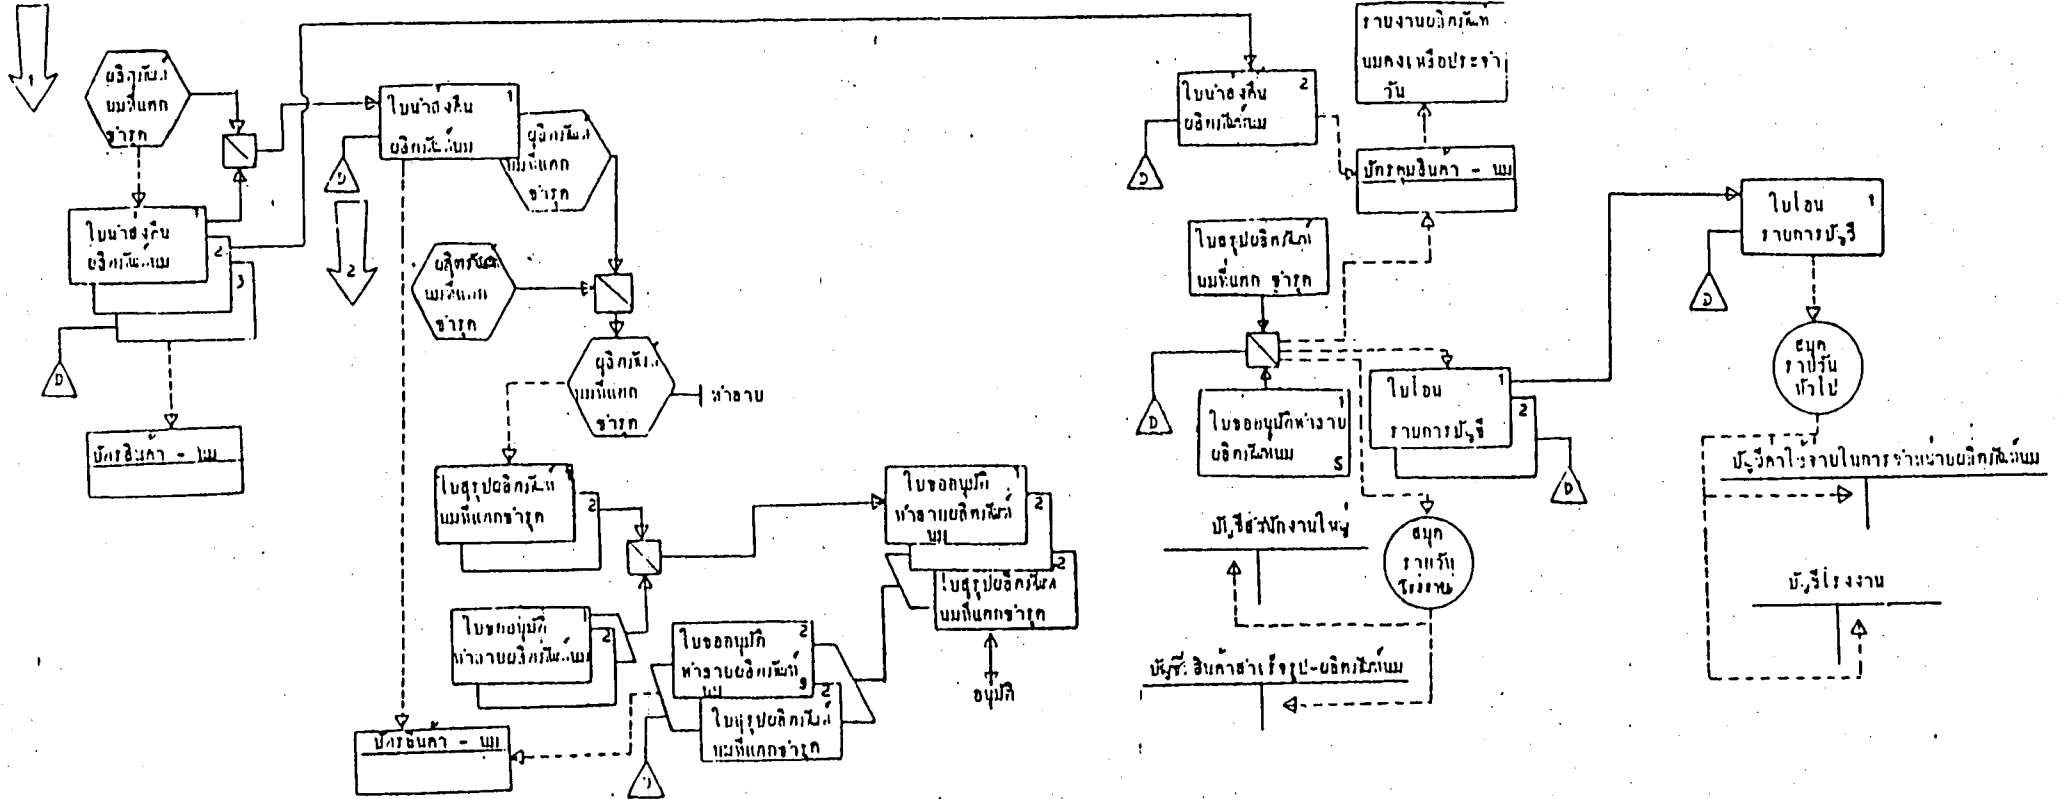 1
ผลิตภัณฑ์
นมที่แตก
ชำรุด
ใบนำส่งคืน
ผลิตภัณฑ์นม
1
2
3
D
บัตรสินค้า - นม
ใบนำส่งคืน
ผลิตภัณฑ์นม
1
D
2
ผลิตภัณฑ์
นมที่แตก
ชำรุด
ผลิตภัณฑ์
นมที่แตก
ชำรุด
ผลิตภัณฑ์
นมที่แตก
ชำรุด
ทำลาย
ใบสรุปผลิตภัณฑ์
นมที่แตกชำรุด
2
ใบขออนุมัติ
ทำลายผลิตภัณฑ์นม
1
2
บัตรสินค้า - นม
ใบขออนุมัติ
ทำลายผลิตภัณฑ์
นม
2
S
ใบสรุปผลิตภัณฑ์
นมที่แตกชำรุด
2
ใบขออนุมัติ
ทำลายผลิตภัณฑ์
นม
1
2
ใบสรุปผลิตภัณฑ์
นมที่แตกชำรุด
2
อนุมัติ
ใบนำส่งคืน
ผลิตภัณฑ์นม
2
D
รายงานผลิตภัณฑ์
นมคงเหลือประจำ
วัน
บัตรคุมสินค้า - นม
ใบสรุปผลิตภัณฑ์
นมที่แตก ชำรุด
D
ใบขออนุมัติทำลาย
ผลิตภัณฑ์นม
1
S
ใบโอน
รายการบัญชี
1
2
D
สมุด
รายวัน
โรงงาน
บัญชีสำนักงานใหญ่
บัญชีสินค้าสำเร็จรูป-ผลิตภัณฑ์นม
ใบโอน
รายการบัญชี
1
D
สมุด
รายวัน
ทั่วไป
บัญชีค่าใช้จ่ายในการจำหน่ายผลิตภัณฑ์นม
บัญชีโรงงาน